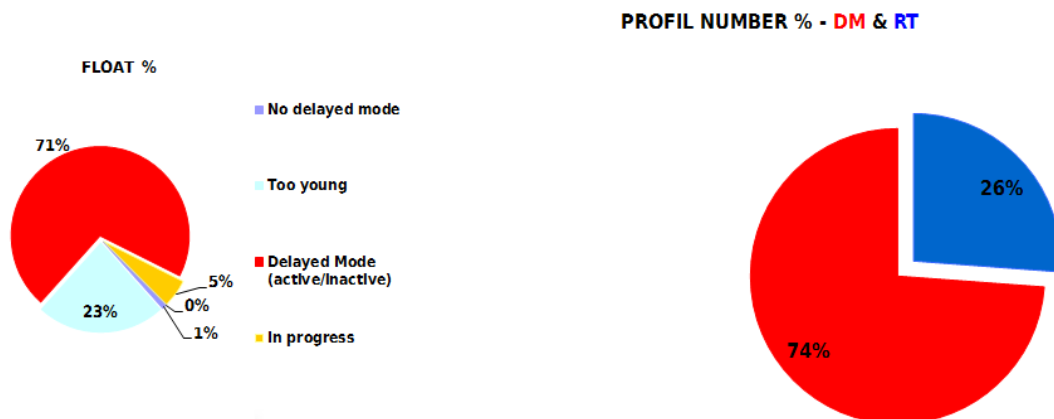 PROFIL NUMBER % - DM & RT
FLOAT %
71%
23%
5%
0%
1%
No delayed mode
Too young
Delayed Mode
(active/inactive)
In progress
26%
74%